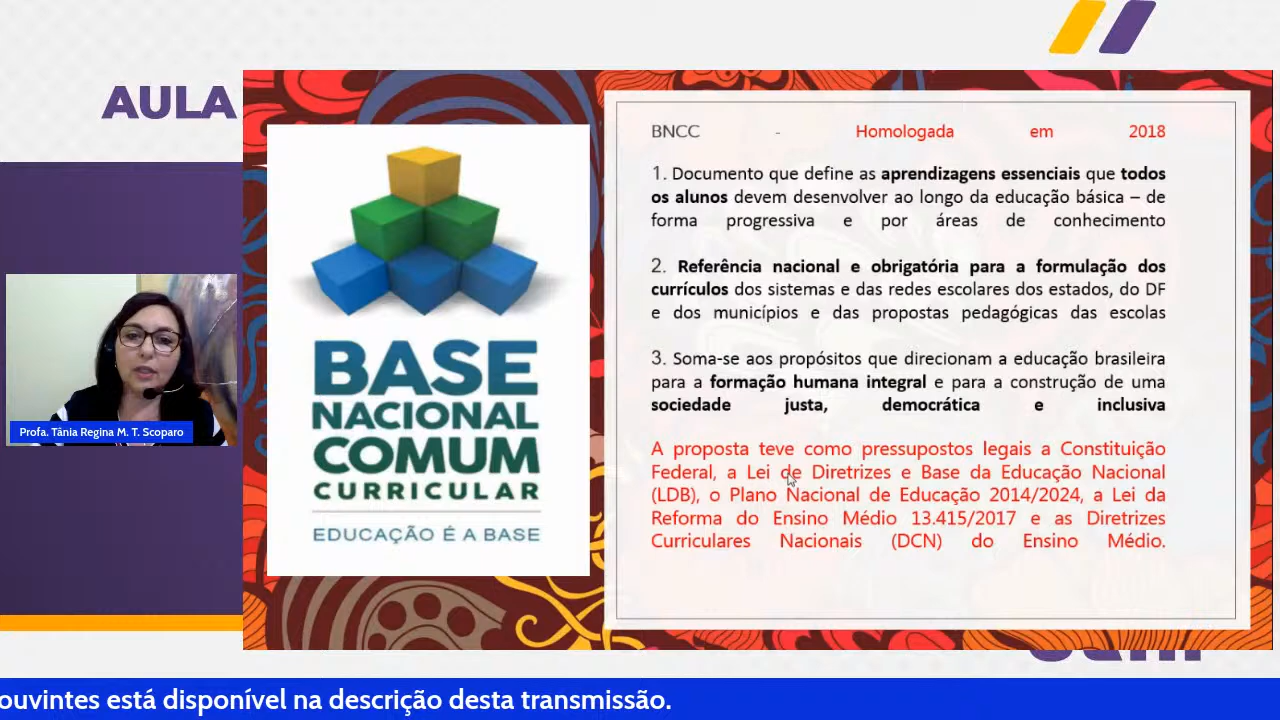 AULA
BASE
NACIONAL
COMUM
CURRICULAR
EDUCAÇÃO É A BASE
BNCC - Homologada em 2018
1. Documento que define as aprendizagens essenciais que todos
os alunos devem desenvolver ao longo da educação básica – de
forma progressiva e por áreas de conhecimento
2. Referência nacional e obrigatória para a formulação dos
currículos dos sistemas e das redes escolares dos estados, do DF
e dos municípios e das propostas pedagógicas das escolas
3. Soma-se aos propósitos que direcionam a educação brasileira
para a formação humana integral e para a construção de uma
sociedade justa, democrática e inclusiva
A proposta teve como pressupostos legais a Constituição
Federal, a Lei de Diretrizes e Base da Educação Nacional
(LDB), o Plano Nacional de Educação 2014/2024, a Lei da
Reforma do Ensino Médio 13.415/2017 e as Diretrizes
Curriculares Nacionais (DCN) do Ensino Médio.
Profa. Tânia Regina M. T. Scoparo
ouvintes está disponível na descrição desta transmissão.